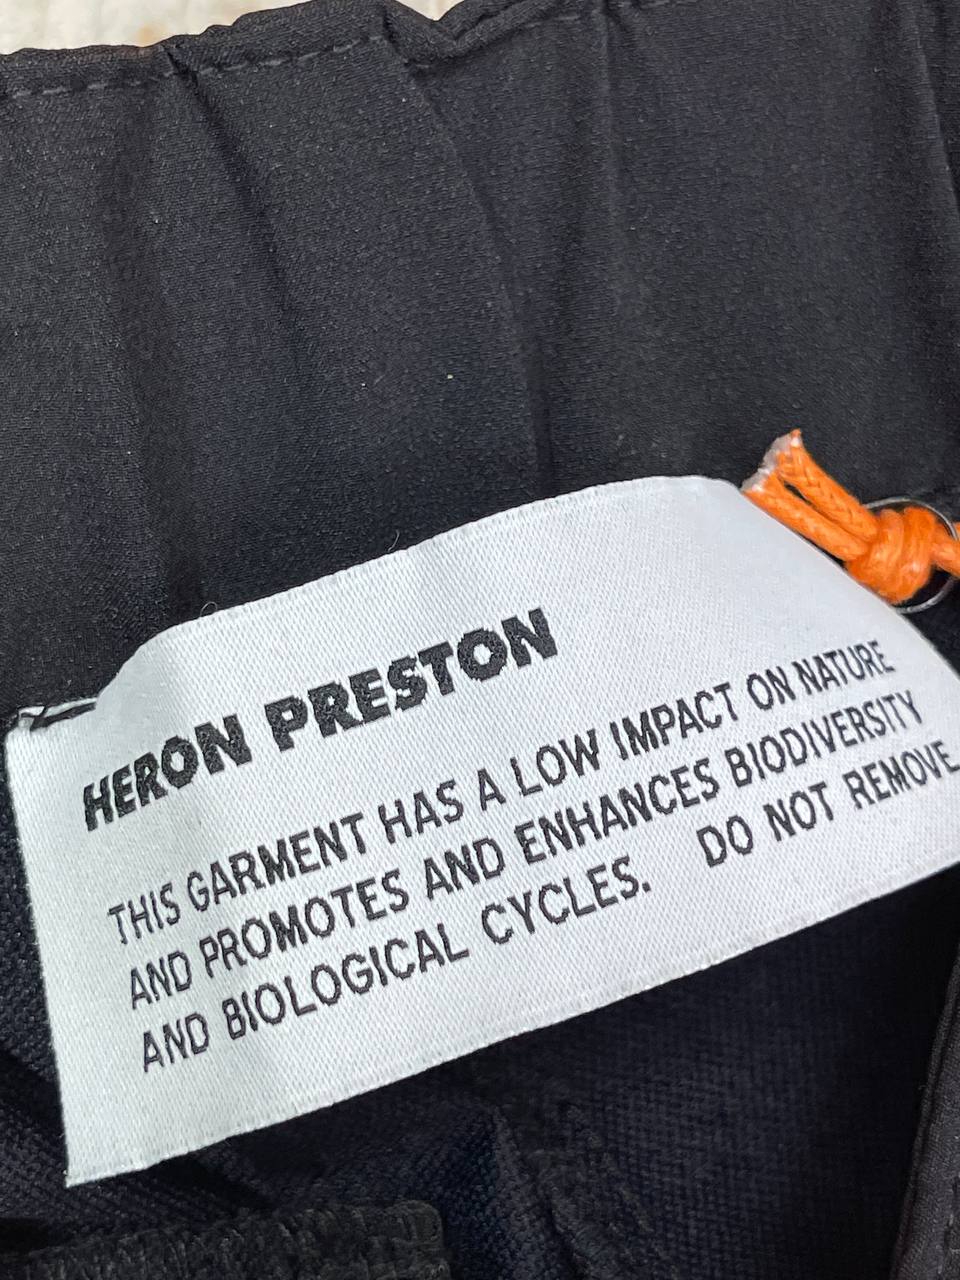 HERON PRESTON
THIS GARMENT HAS A LOW IMPACT ON NATURE
AND PROMOTES AND ENHANCES BIODIVERSITY
AND BIOLOGICAL CYCLES. DO NOT REMOVE